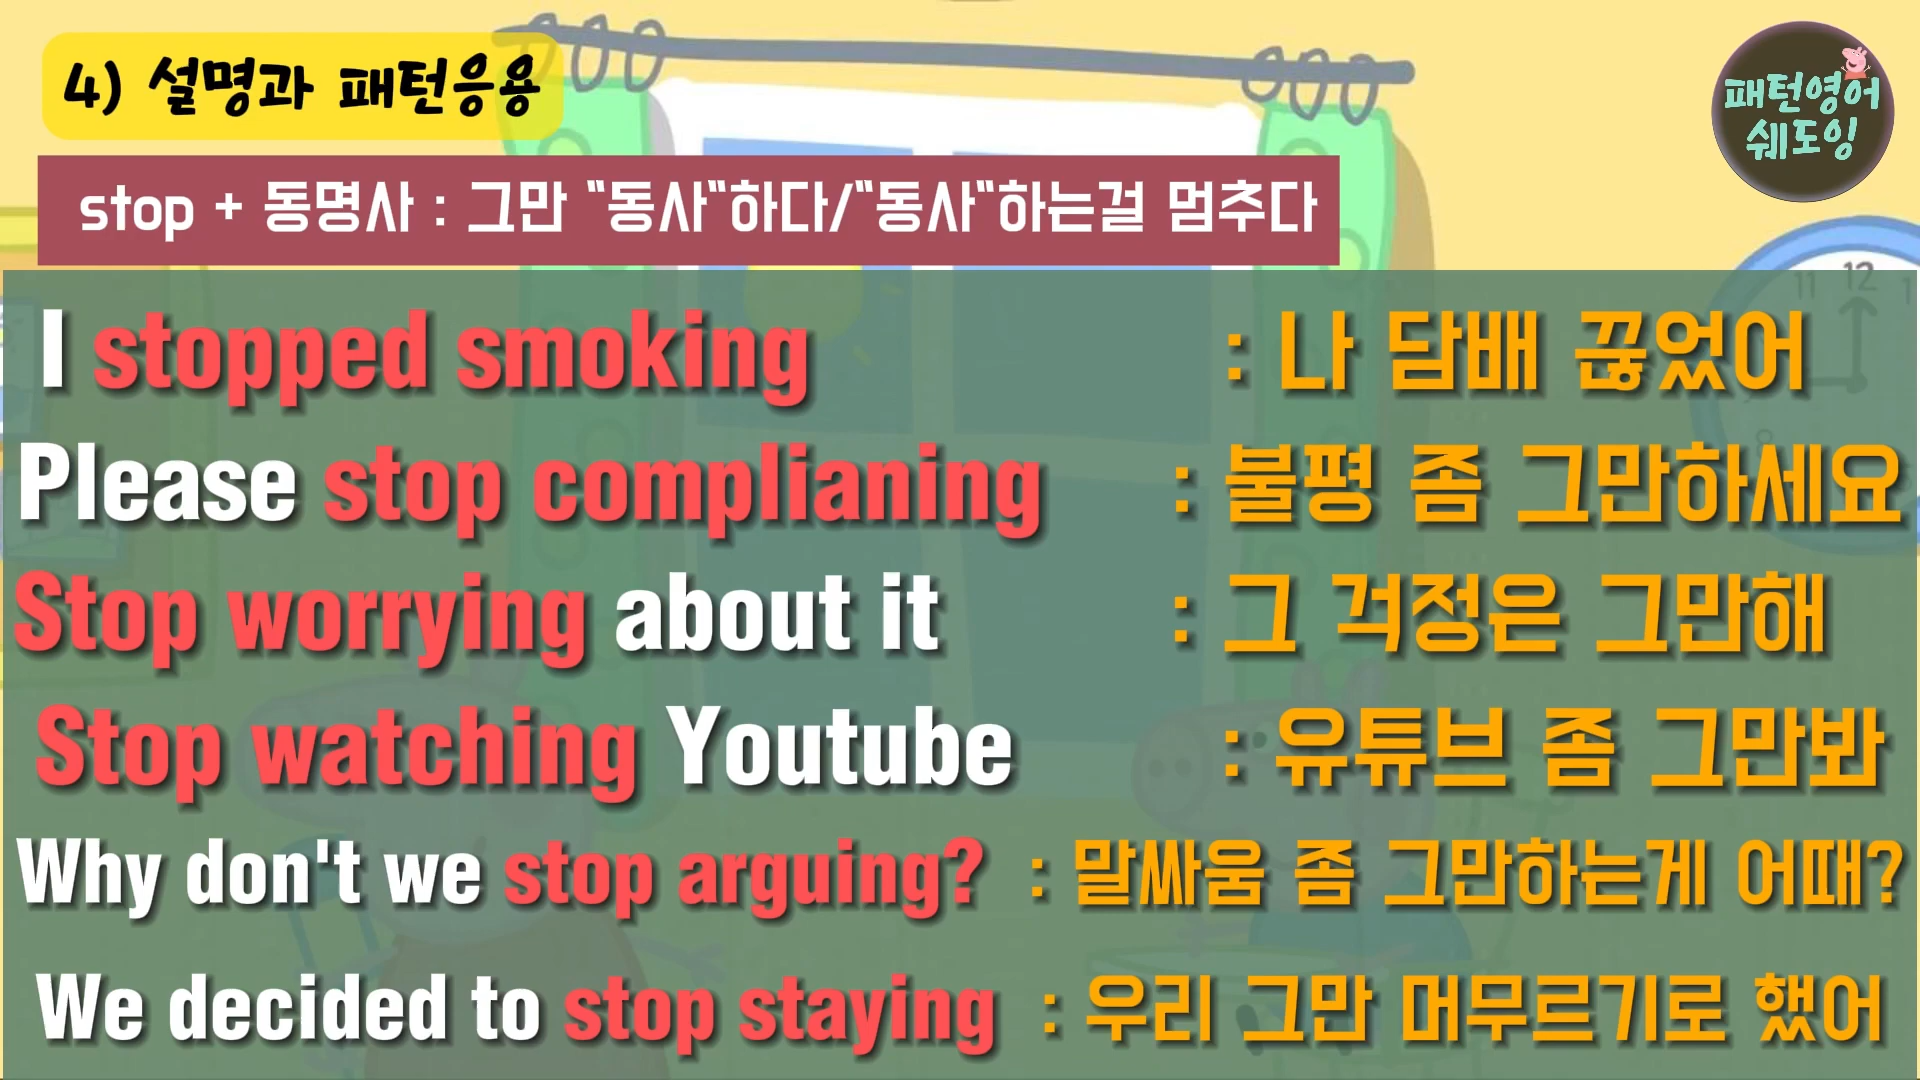 4) 설명과 패턴응용
패턴영어
쉐도잉
stop + 동명사 : 그만 "동사"하다/"동사"하는걸 멈추다
I stopped smoking : 나 담배 끊었어
Please stop complianing : 불평 좀 그만하세요
Stop worrying about it : 그 걱정은 그만해
Stop watching Youtube : 유튜브 좀 그만봐
Why don't we stop arguing? : 말싸움 좀 그만하는게 어때?
We decided to stop staying : 우리 그만 머무르기로 했어
11 12 1